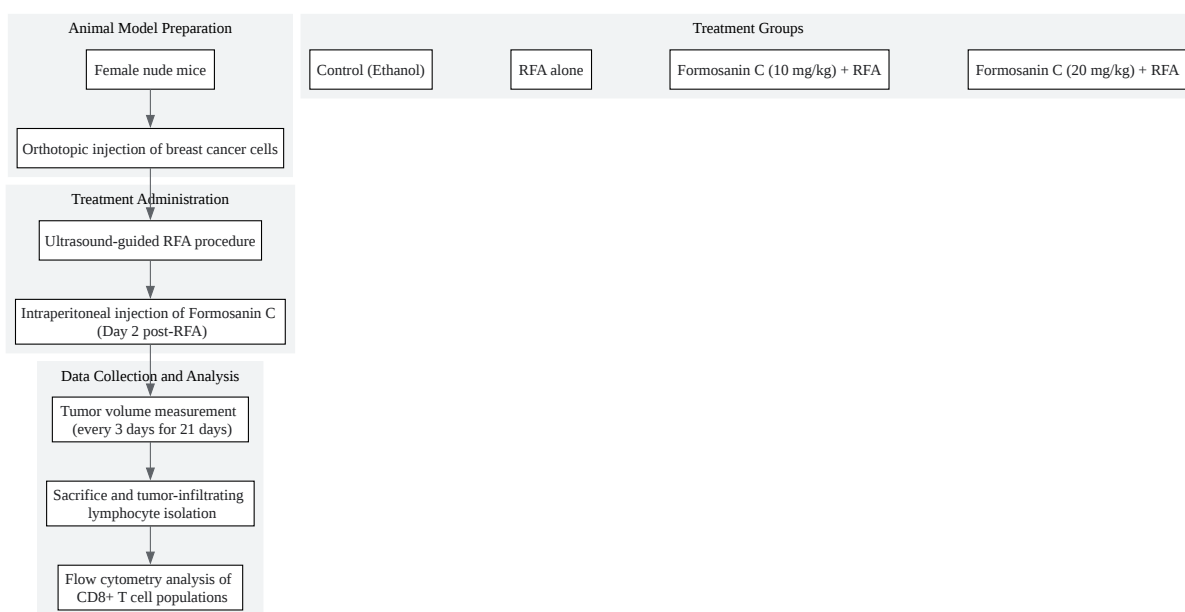 Animal Model Preparation
Female nude mice
Orthotopic injection of breast cancer cells
Treatment Administration
Ultrasound-guided RFA procedure
Intraperitoneal injection of Formosanin C
(Day 2 post-RFA)
Data Collection and Analysis
Tumor volume measurement
(every 3 days for 21 days)
Sacrifice and tumor-infiltrating
lymphocyte isolation
Flow cytometry analysis of
CD8+ T cell populations
Treatment Groups
Control (Ethanol)
RFA alone
Formosanin C (10 mg/kg) + RFA
Formosanin C (20 mg/kg) + RFA